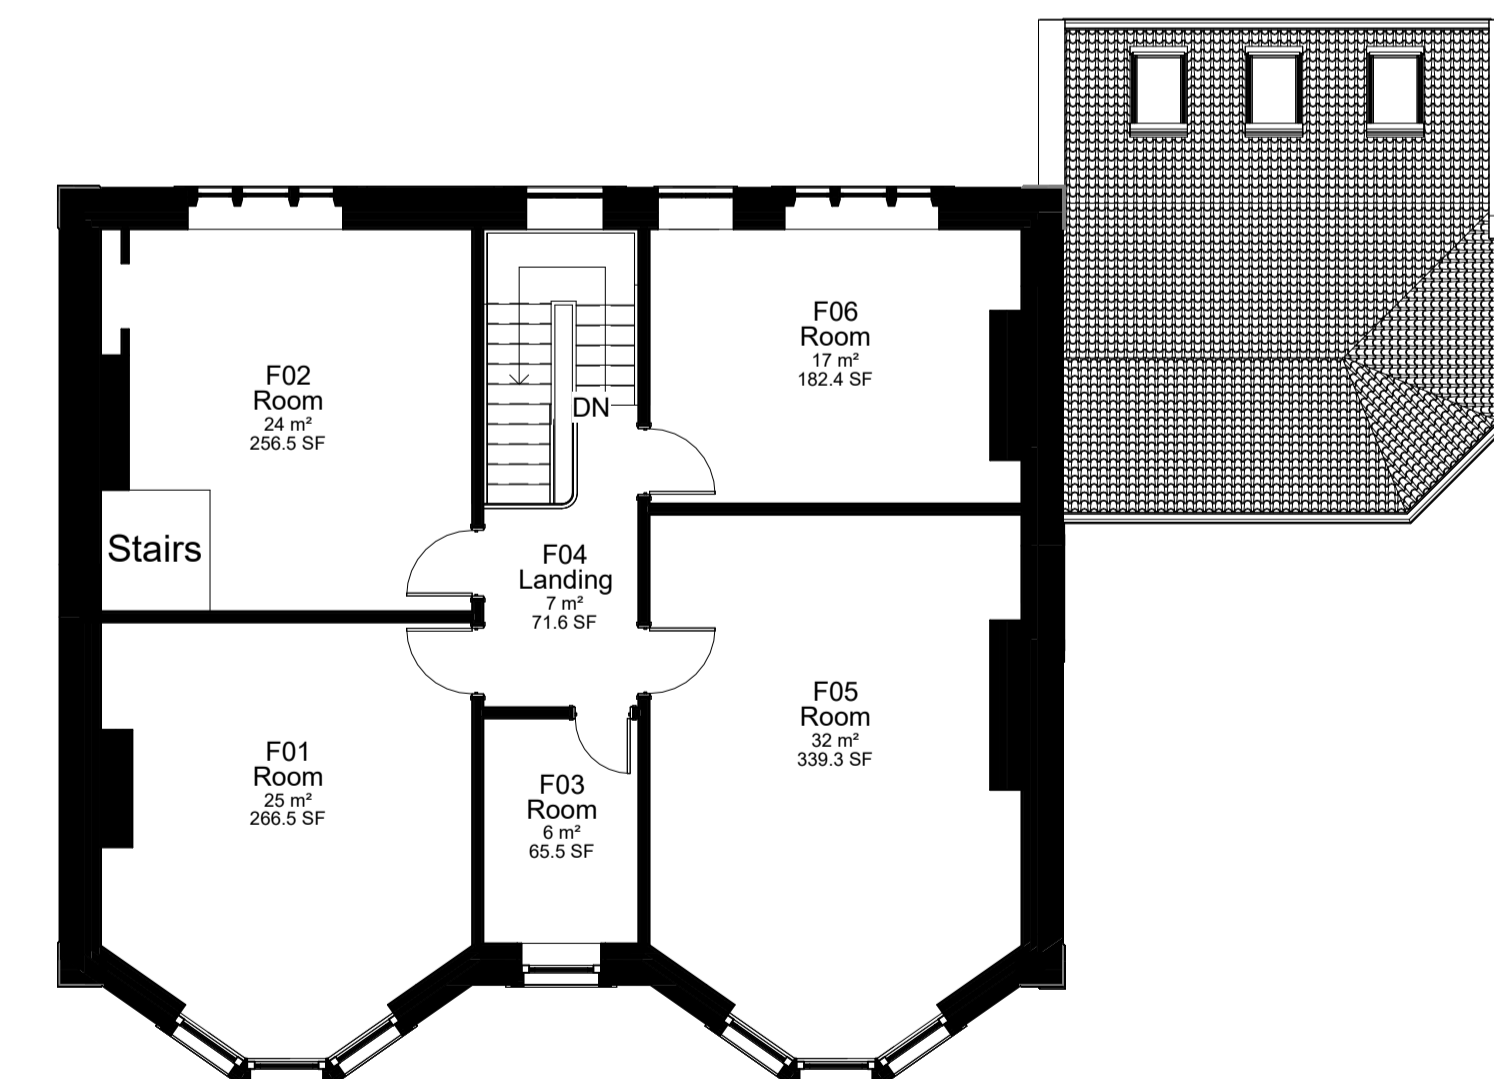 F06
Room
17 m²
182.4 SF
F02
Room
24 m²
256.5 SF
DN
Stairs
F04
Landing
7 m²
71.6 SF
F05
Room
32 m²
339.3 SF
F01
Room
25 m²
266.5 SF
F03
Room
6 m²
65.5 SF